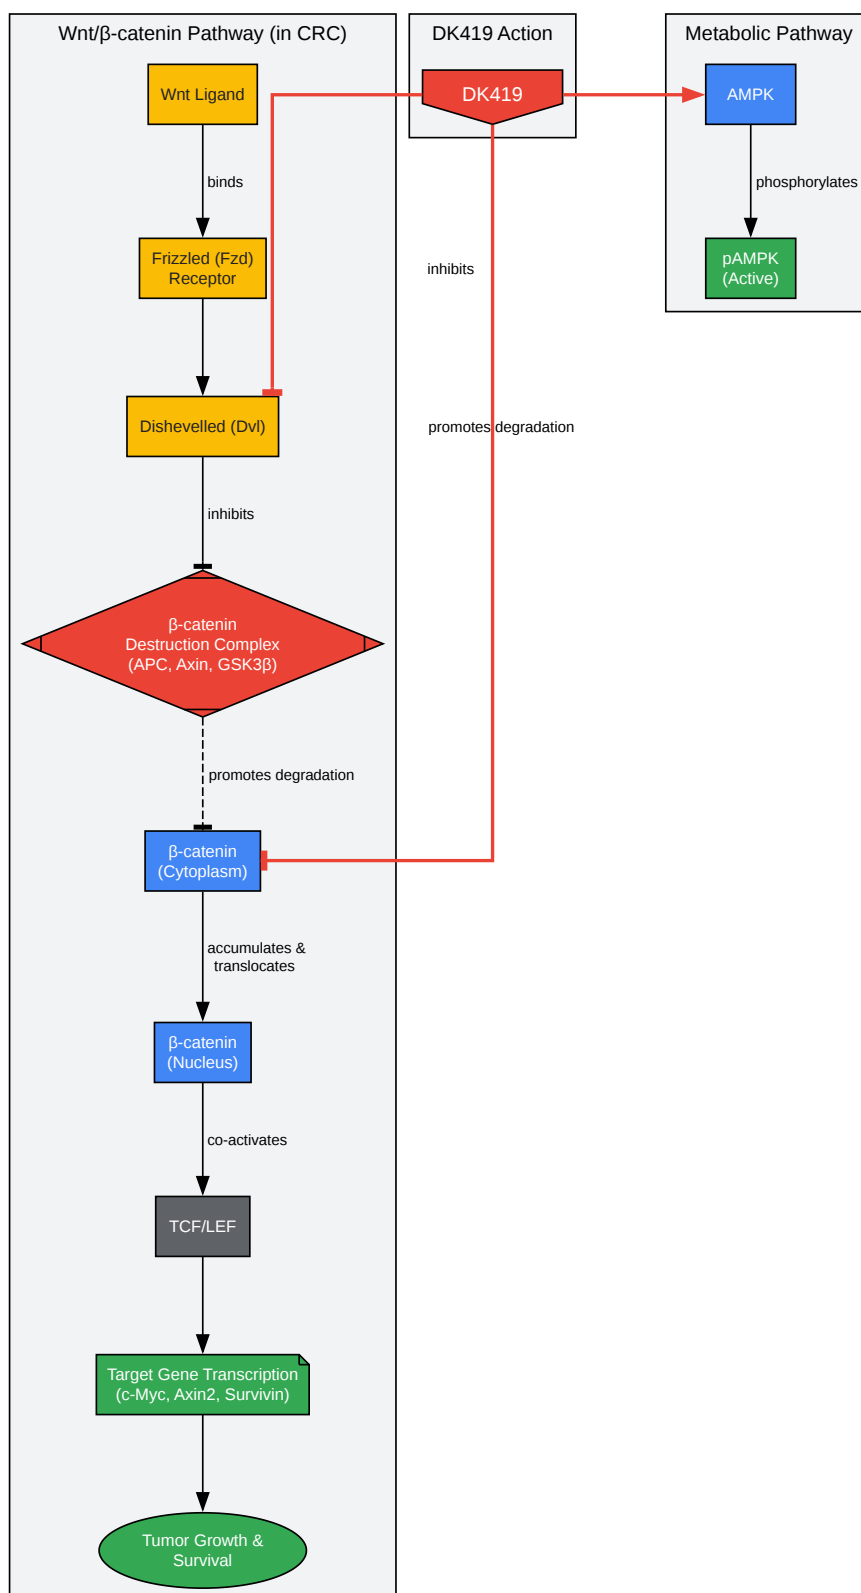 Wnt/β-catenin Pathway (in CRC)
Wnt Ligand
binds
Frizzled (Fzd)
Receptor
Dishevelled (Dvl)
inhibits
β-catenin
Destruction Complex
(APC, Axin, GSK3β)
promotes degradation
β-catenin
(Cytoplasm)
accumulates &
translocates
β-catenin
(Nucleus)
co-activates
TCF/LEF
Target Gene Transcription
(c-Myc, Axin2, Survivin)
Tumor Growth &
Survival
DK419 Action
DK419
inhibits
promotes degradation
Metabolic Pathway
AMPK
phosphorylates
pAMPK
(Active)